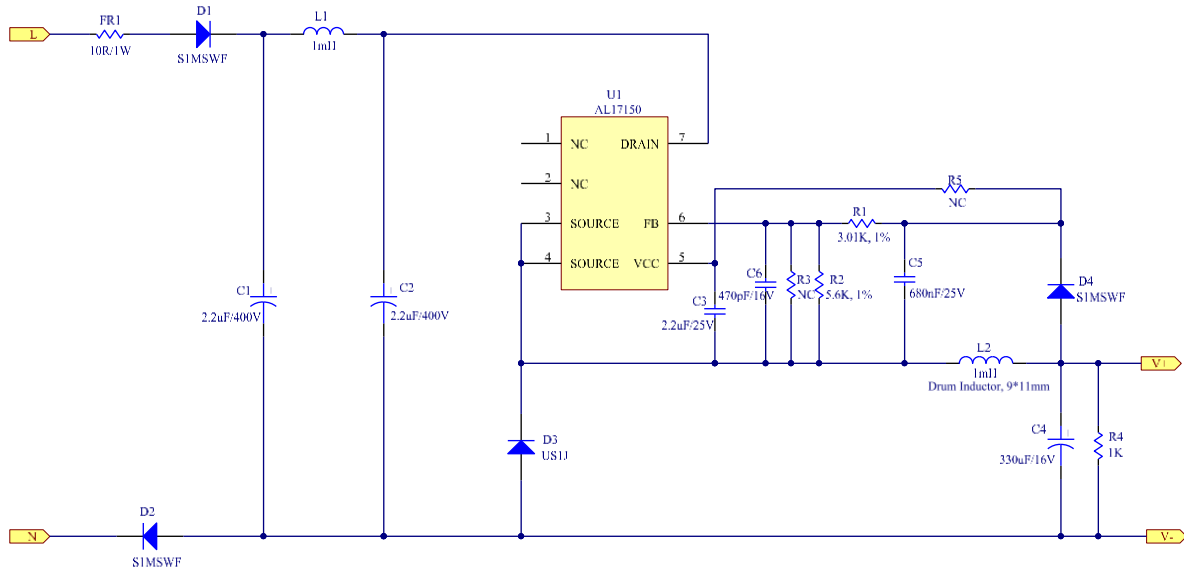 L
FR1
10R/1W
D1
S1MSWF
L1
1mH
U1
AL17150
1
NC
DRAIN
7
2
NC
3
SOURCE
FB
6
4
SOURCE
VCC
5
R5
NC
R1
3.01K, 1%
C1
2.2uF/400V
C2
2.2uF/400V
C3
2.2uF/25V
C6
470pF/16V
R3
NC
R2
5.6K, 1%
C5
680nF/25V
D4
S1MSWF
L2
1mH
Drum Inductor, 9*11mm
V+
D3
US1J
C4
330uF/16V
R4
1K
N
D2
S1MSWF
V-